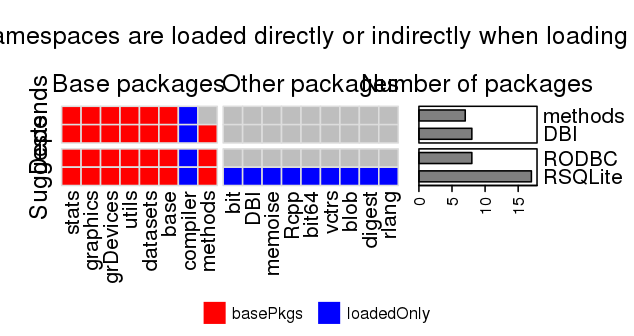 amespaces are loaded directly or indirectly when loading
Base packages
Other packages
Number of packages
Depends
Suggests
methods
DBI
RODBC
RSQLite
stats
graphics
grDevices
utils
datasets
base
compiler
methods
bit
DBI
memoise
Rcpp
bit64
vctrs
blob
digest
rlang
0
5
10
15
basePkgs
loadedOnly